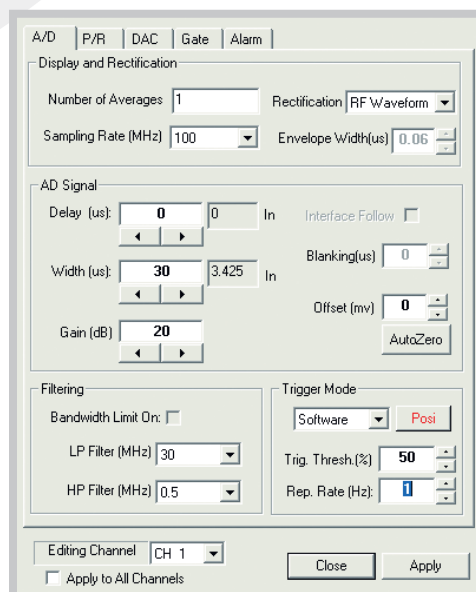 A/D P/R DAC Gate Alarm
Display and Rectification
Number of Averages 1 Rectification RF Waveform
Sampling Rate (MHz) 100 Envelope Width(us) 0.06
AD Signal
Delay (us): 0 0 In Interface Follow
Blanking(us) 0
Width (us): 30 3.425 In
Offset (mv) 0
Gain (dB) 20 AutoZero
Filtering Trigger Mode
Bandwidth Limit On: Software Posi
LP Filter (MHz) 30 Trig. Thresh.(%) 50
HP Filter (MHz) 0.5 Rep. Rate (Hz): 1
Editing Channel CH 1 Close Apply
Apply to All Channels